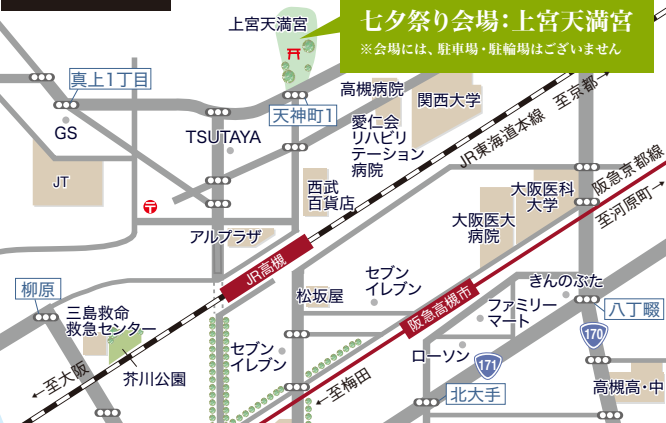 七夕祭り会場：上宮天満宮
※会場には、駐車場・駐輪場はございません
上宮天満宮
真上1丁目
GS
TSUTAYA
天神町1
高槻病院
関西大学
愛仁会
リハビリ
テーション
病院
JR東海道本線
至京都→
JT
西武
百貨店
アルプラザ
大阪医科
大学
阪急京都線
至河原町→
大阪医大
病院
JR高槻
柳原
三島救命
救急センター
芥川公園
←至大阪
松坂屋
セブン
イレブン
阪急高槻市
きんのぶた
ファミリー
マート
八丁畷
170
セブン
イレブン
ローソン
171
←至梅田
北大手
高槻高・中